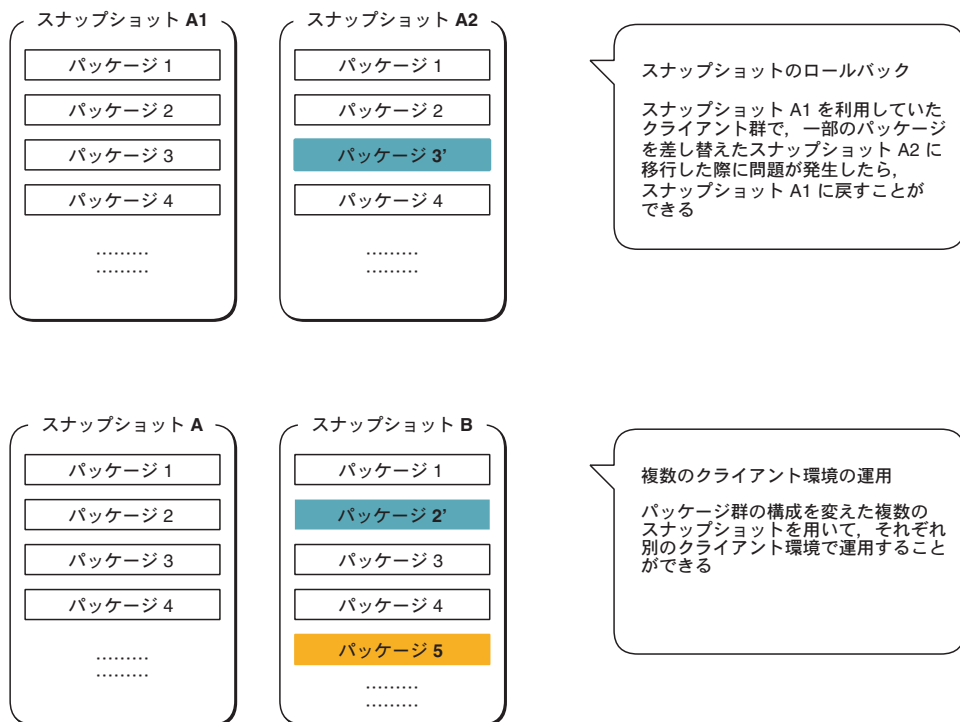 スナップショット A1
パッケージ 1
パッケージ 2
パッケージ 3
パッケージ 4
………
………
スナップショット A2
パッケージ 1
パッケージ 2
パッケージ 3’
パッケージ 4
………
………
スナップショットのロールバック
スナップショット A1 を利用していた
クライアント群で，一部のパッケージ
を差し替えたスナップショット A2 に
移行した際に問題が発生したら，
スナップショット A1 に戻すことが
できる
スナップショット A
パッケージ 1
パッケージ 2
パッケージ 3
パッケージ 4
………
………
スナップショット B
パッケージ 1
パッケージ 2’
パッケージ 3
パッケージ 4
パッケージ 5
………
………
複数のクライアント環境の運用
パッケージ群の構成を変えた複数の
スナップショットを用いて，それぞれ
別のクライアント環境で運用すること
ができる